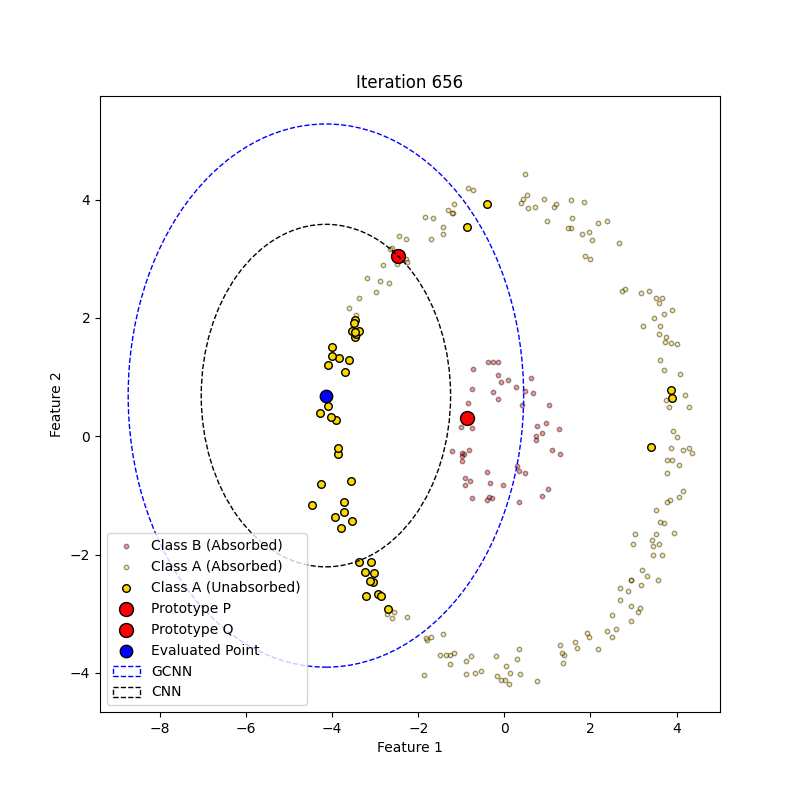 Iteration 656
Feature 2
4
2
0
−2
−4
Class B (Absorbed)
Class A (Absorbed)
Class A (Unabsorbed)
Prototype P
Prototype Q
Evaluated Point
GCNN
CNN
−8 −6 −4 −2 0 2 4
Feature 1